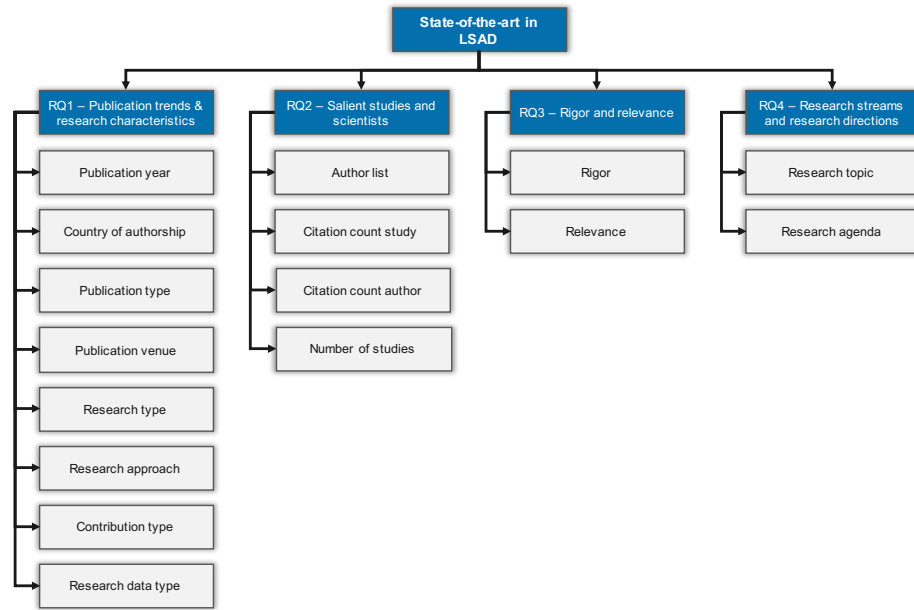 State-of-the-art in
LSAD
RQ1 – Publication trends &
research characteristics
Publication year
Country of authorship
Publication type
Publication venue
Research type
Research approach
Contribution type
Research data type
RQ2 – Salient studies and
scientists
Author list
Citation count study
Citation count author
Number of studies
RQ3 – Rigor and relevance
Rigor
Relevance
RQ4 – Research streams
and research directions
Research topic
Research agenda